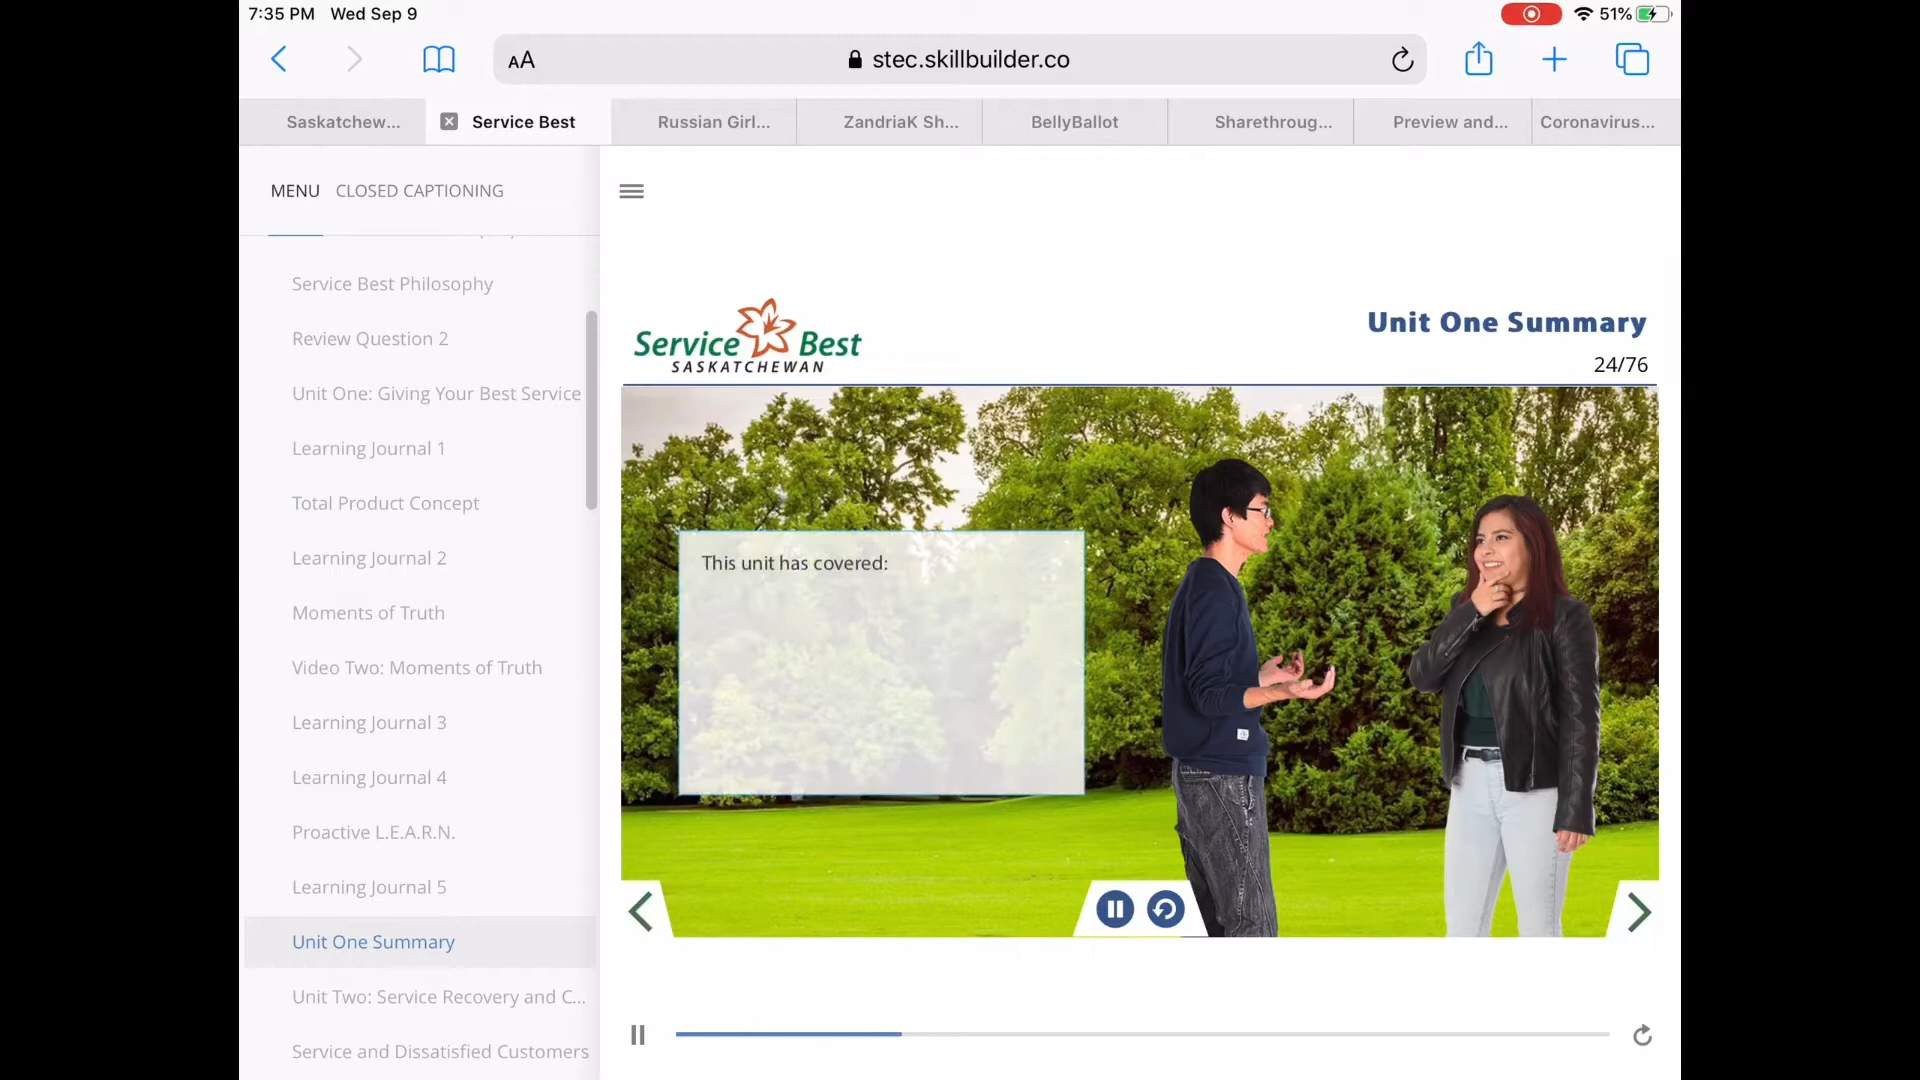 7:35 PM Wed Sep 9
51%
AA
stec.skillbuilder.co
Saskatchew...
Service Best
Russian Girl...
ZandriaK Sh...
BellyBallot
Sharethroug...
Preview and...
Coronavirus...
MENU
CLOSED CAPTIONING
Service Best Philosophy
Review Question 2
Unit One: Giving Your Best Service
Learning Journal 1
Total Product Concept
Learning Journal 2
Moments of Truth
Video Two: Moments of Truth
Learning Journal 3
Learning Journal 4
Proactive L.E.A.R.N.
Learning Journal 5
Unit One Summary
Unit Two: Service Recovery and C...
Service and Dissatisfied Customers
Service Best
SASKATCHEWAN
Unit One Summary
24/76
This unit has covered: